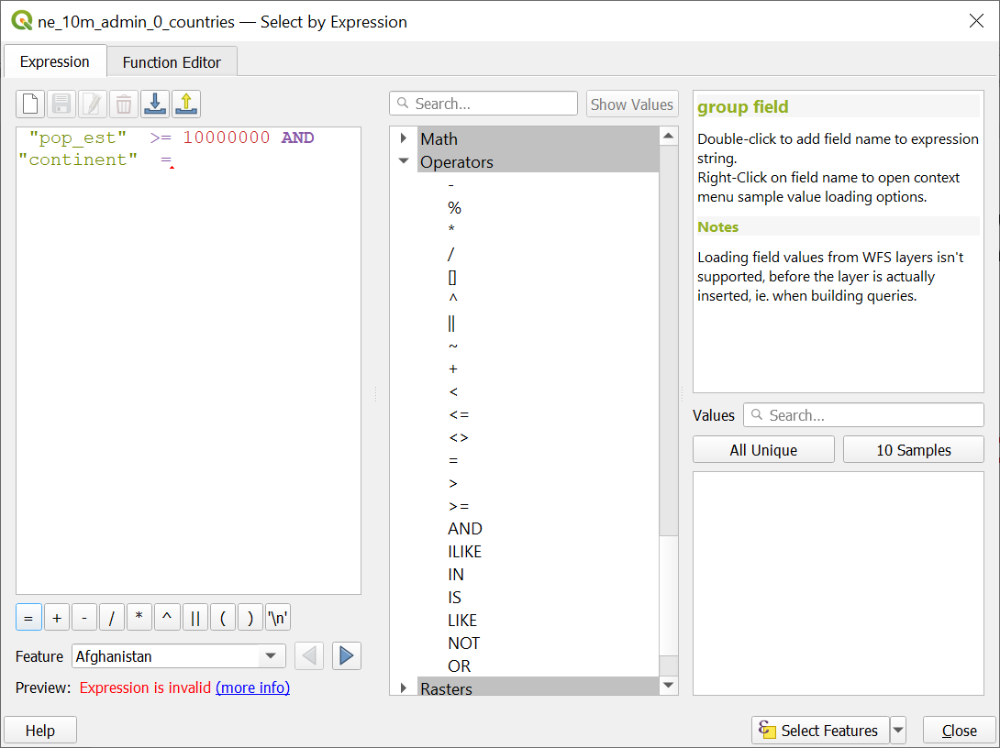 ne_10m_admin_0_countries — Select by Expression
Expression
Function Editor
"pop_est"  >= 10000000 AND
"continent"  =
= + - / * ^ || ( ) '\n'
Feature Afghanistan
Preview: Expression is invalid (more info)
Search...
Show Values
Math
Operators
-
%
*
/
[]
^
||
~
+
<
<=
<>
=
>
>=
AND
ILIKE
IN
IS
LIKE
NOT
OR
Rasters
group field
Double-click to add field name to expression
string.
Right-Click on field name to open context
menu sample value loading options.
Notes
Loading field values from WFS layers isn't
supported, before the layer is actually
inserted, ie. when building queries.
Values Search...
All Unique
10 Samples
Help
Select Features
Close